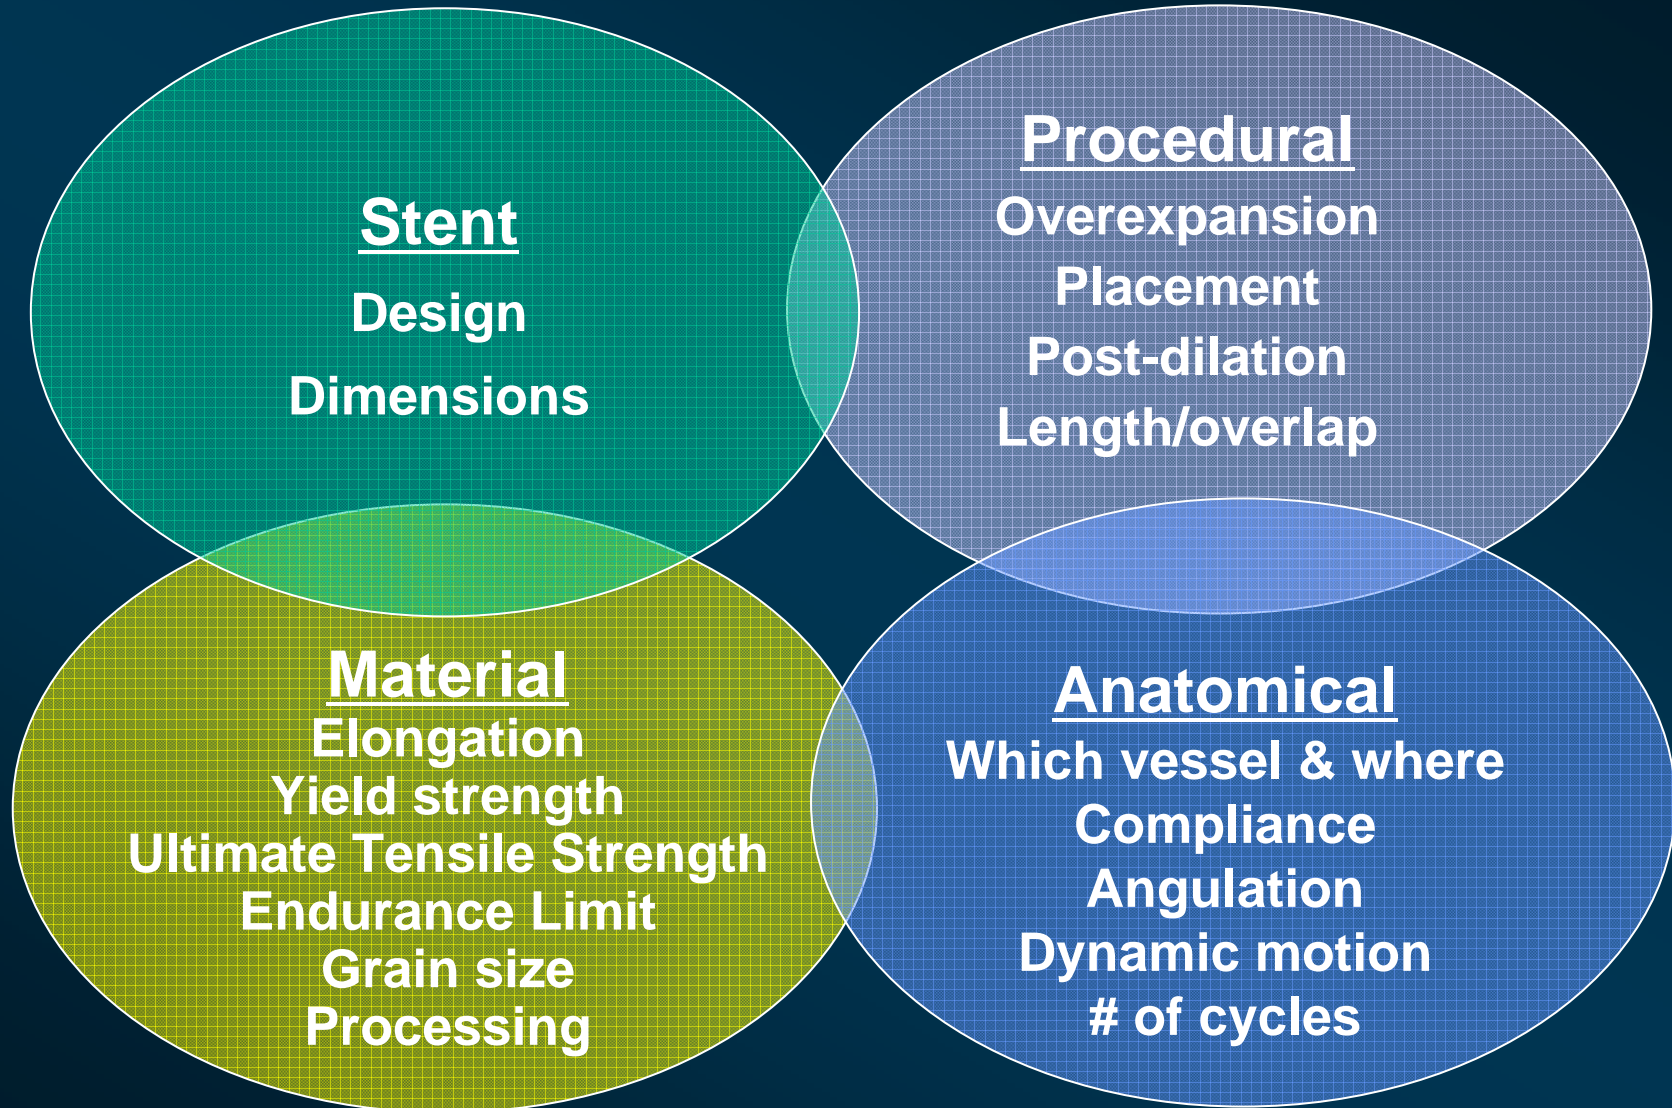 Stent
Design
Dimensions
Procedural
Overexpansion
Placement
Post-dilation
Length/overlap
Material
Elongation
Yield strength
Ultimate Tensile Strength
Endurance Limit
Grain size
Processing
Anatomical
Which vessel & where
Compliance
Angulation
Dynamic motion
# of cycles